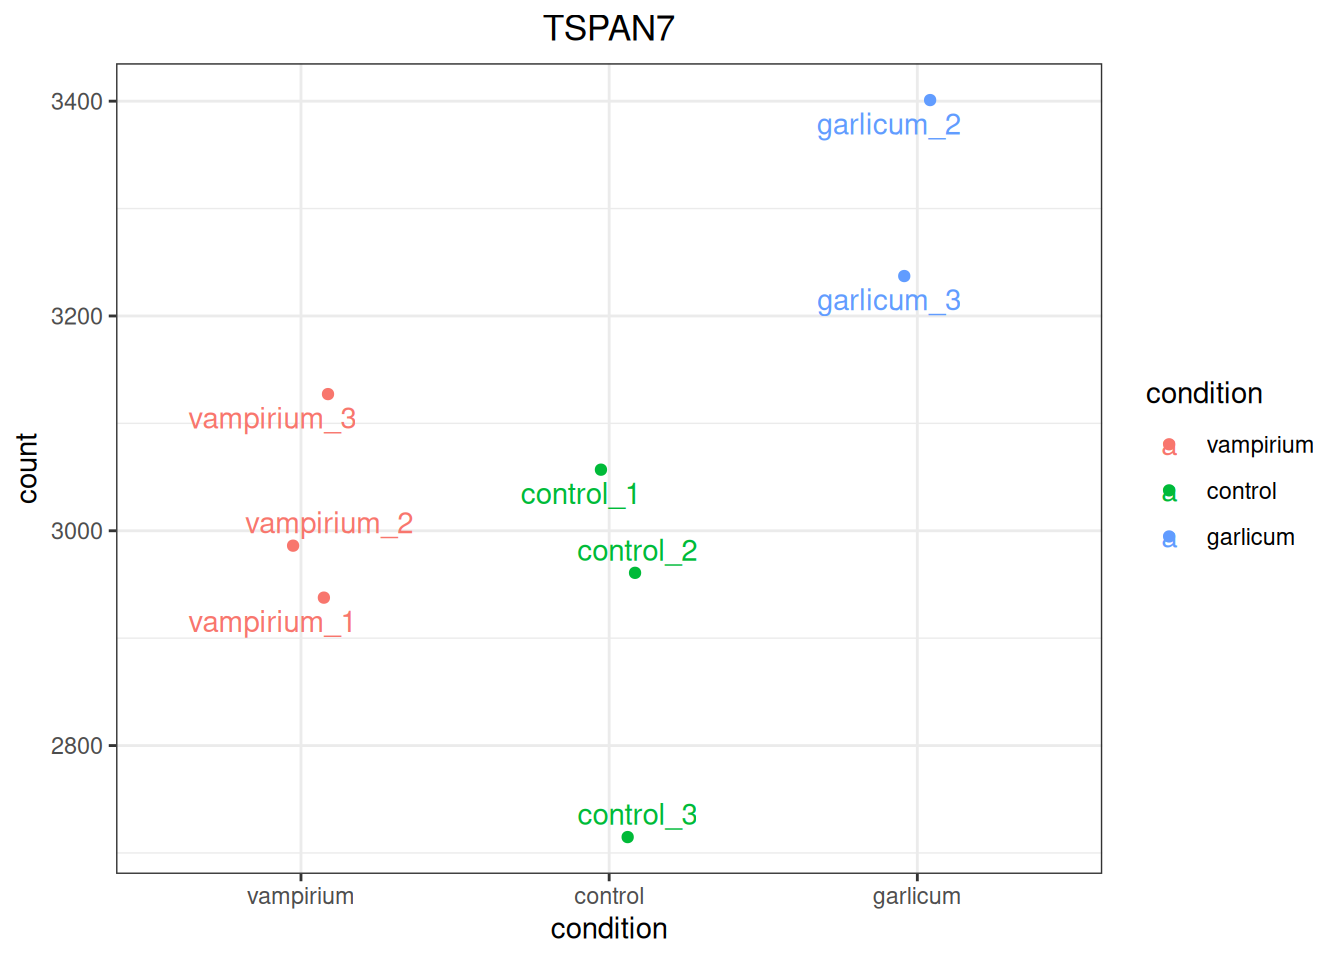 TSPAN7
3400
garlicum_2
garlicum_3
3200
vampirium_3
control_1
vampirium_2
3000
control_2
vampirium_1
2800
control_3
count
vampirium control garlicum
condition
condition
a vampirium
a control
a garlicum